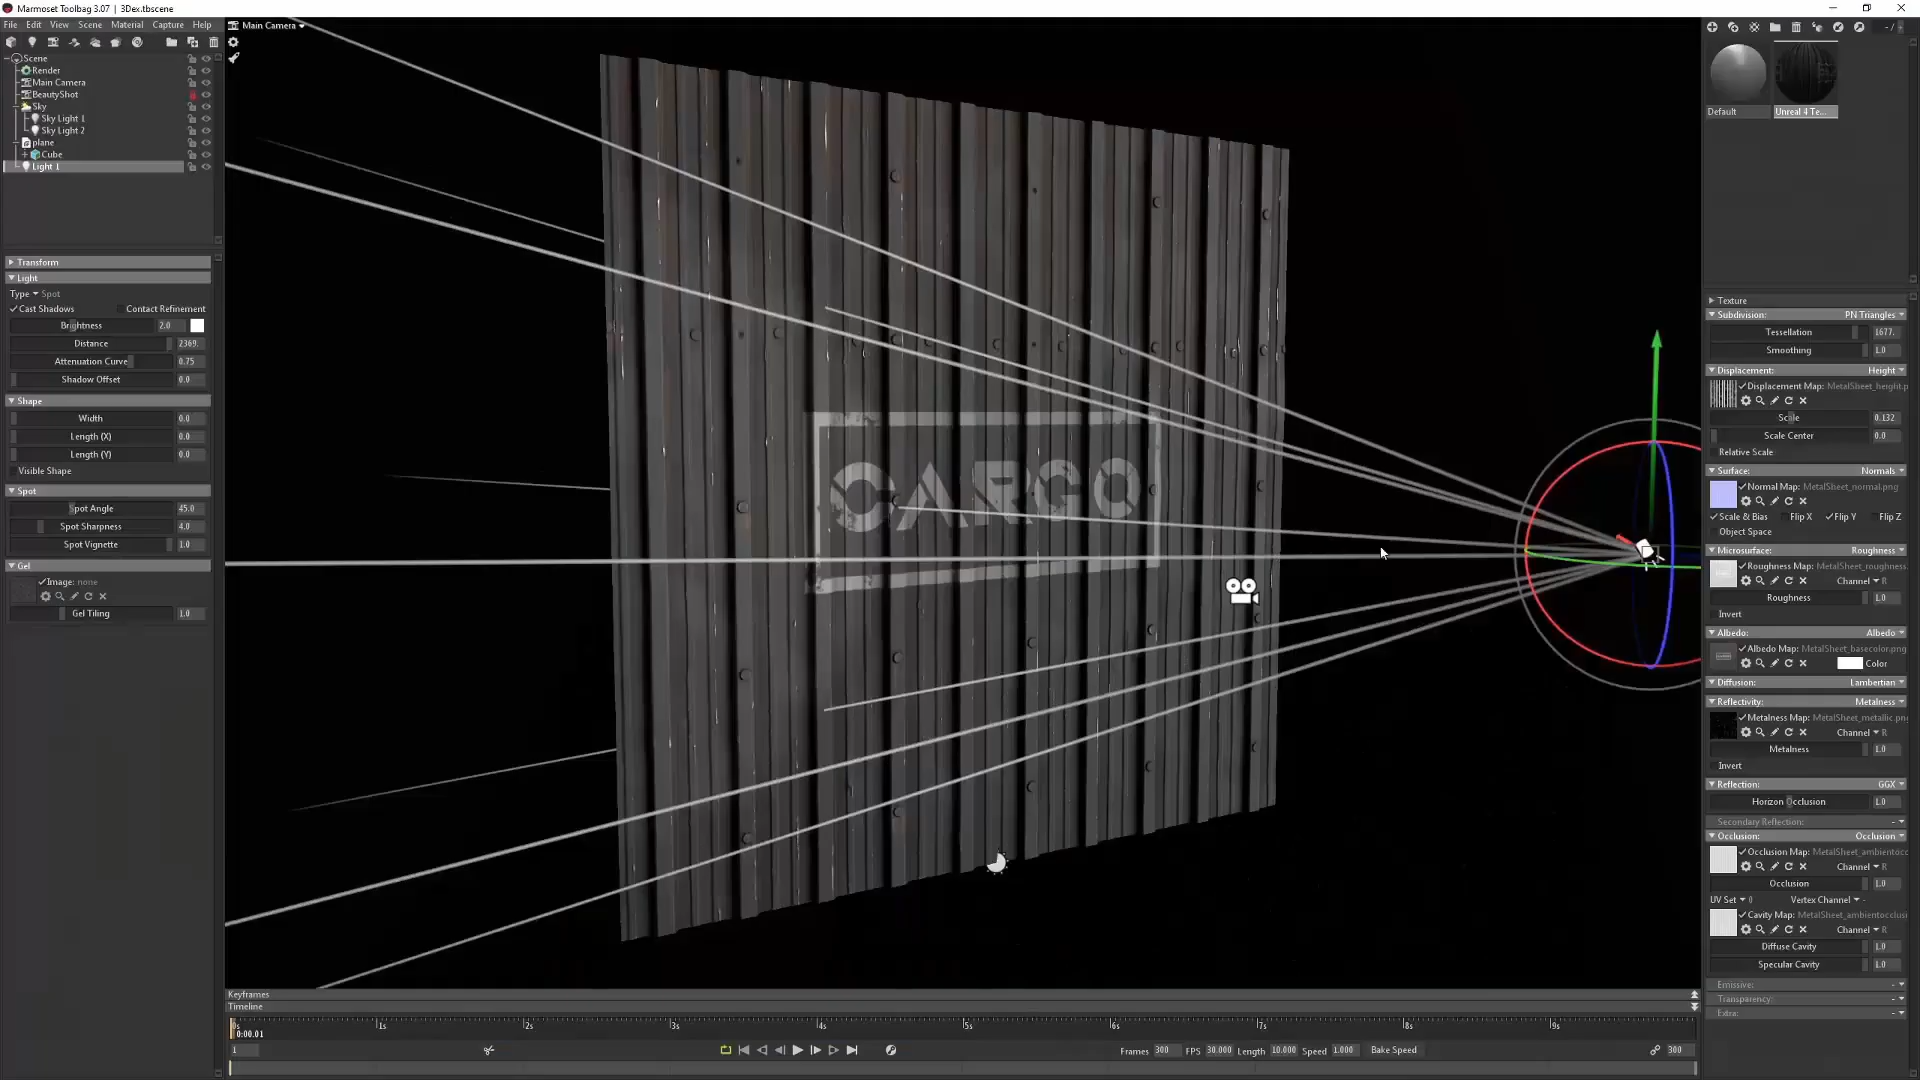 Marmoset Toolbag 3.07 | 3Dex.tbscene
File Edit View Scene Material Capture Help
Main Camera
Scene
Render
Main Camera
BeautyShot
Sky
Sky Light 1
Sky Light 2
plane
Cube
Light 1
Transform
Light
Type Spot
Cast Shadows Contact Refinement
Brightness 2.0
Distance 2369.
Attenuation Curve 0.75
Shadow Offset 0.0
Shape
Width 0.0
Length (X) 0.0
Length (Y) 0.0
Visible Shape
Spot
Spot Angle 45.0
Spot Sharpness 4.0
Spot Vignette 1.0
Gel
Image: none
Gel Tiling 1.0
CARGO
Default Unreal 4 Te...
Texture
Subdivision: PN Triangles
Tessellation 1677.
Smoothing 1.0
Displacement: Height
Displacement Map: MetalSheet_height.p
Scale 0.132
Scale Center 0.0
Relative Scale
Surface: Normals
Normal Map: MetalSheet_normal.png
Scale & Bias Flip X Flip Y Flip Z
Object Space
Microsurface: Roughness
Roughness Map: MetalSheet_roughness.
Channel R
Roughness 1.0
Invert
Albedo: Albedo
Albedo Map: MetalSheet_basecolor.png
Color
Diffusion: Lambertian
Reflectivity: Metalness
Metalness Map: MetalSheet_metallic.png
Channel R
Metalness 1.0
Invert
Reflection: GGX
Horizon Occlusion 1.0
Secondary Reflection: -
Occlusion: Occlusion
Occlusion Map: MetalSheet_ambientocc
Channel R
Occlusion 1.0
UV Set 0 Vertex Channel -
Cavity Map: MetalSheet_ambientocclusi
Channel R
Diffuse Cavity 1.0
Specular Cavity 1.0
Emissive: -
Transparency: -
Extra: -
Keyframes
Timeline
0s 1s 2s 3s 4s 5s 6s 7s 8s 9s
0:00.01
1 Frames 300 FPS 30.000 Length 10.000 Speed 1.000 Bake Speed 300